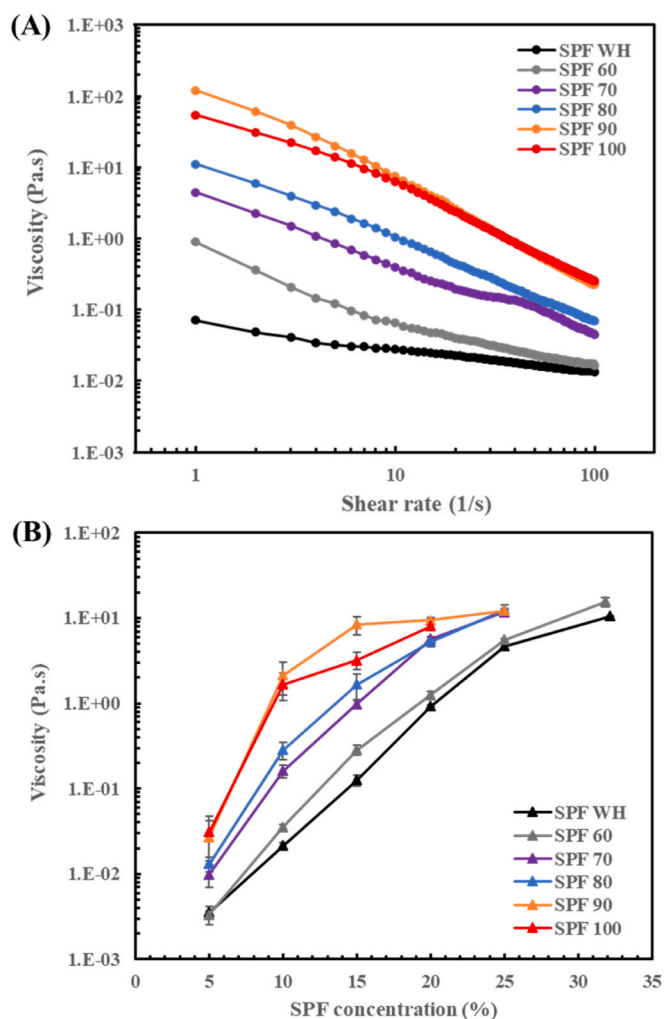 (A)
1.E+03
1.E+02
1.E+01
1.E+00
1.E-01
1.E-02
1.E-03
Viscosity (Pa.s)
SPF WH
SPF 60
SPF 70
SPF 80
SPF 90
SPF 100
1 10 100
Shear rate (1/s)
(B)
1.E+02
1.E+01
1.E+00
1.E-01
1.E-02
1.E-03
Viscosity (Pa.s)
SPF WH
SPF 60
SPF 70
SPF 80
SPF 90
SPF 100
0 5 10 15 20 25 30 35
SPF concentration (%)